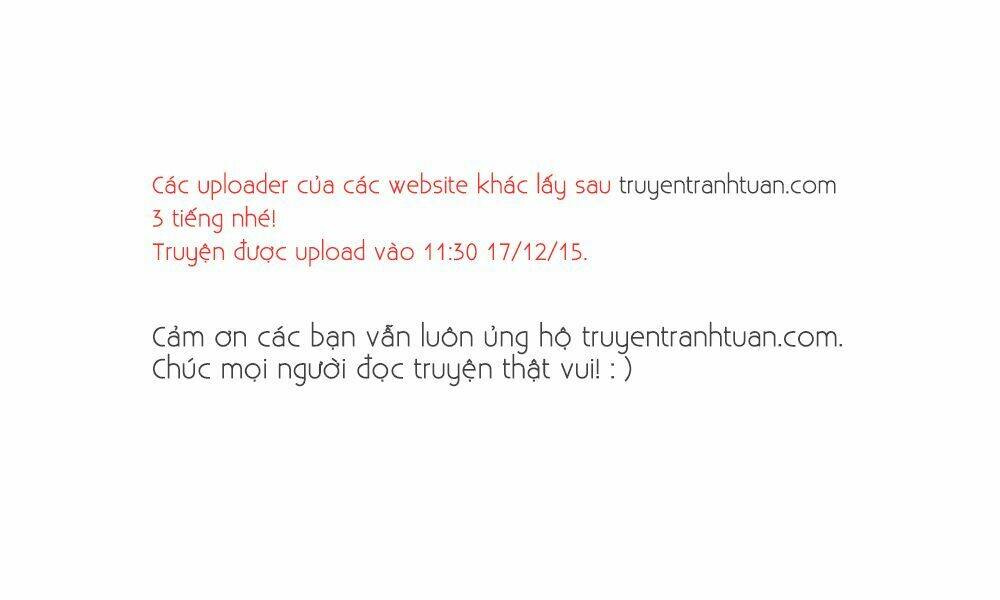 Các uploader của các website khác lấy sau truyentranhtuan.com
3 tiếng nhé!
Truyện được upload vào 11:30 17/12/15.
Cảm ơn các bạn vẫn luôn ủng hộ truyentranhtuan.com.
Chúc mọi người đọc truyện thật vui! : )